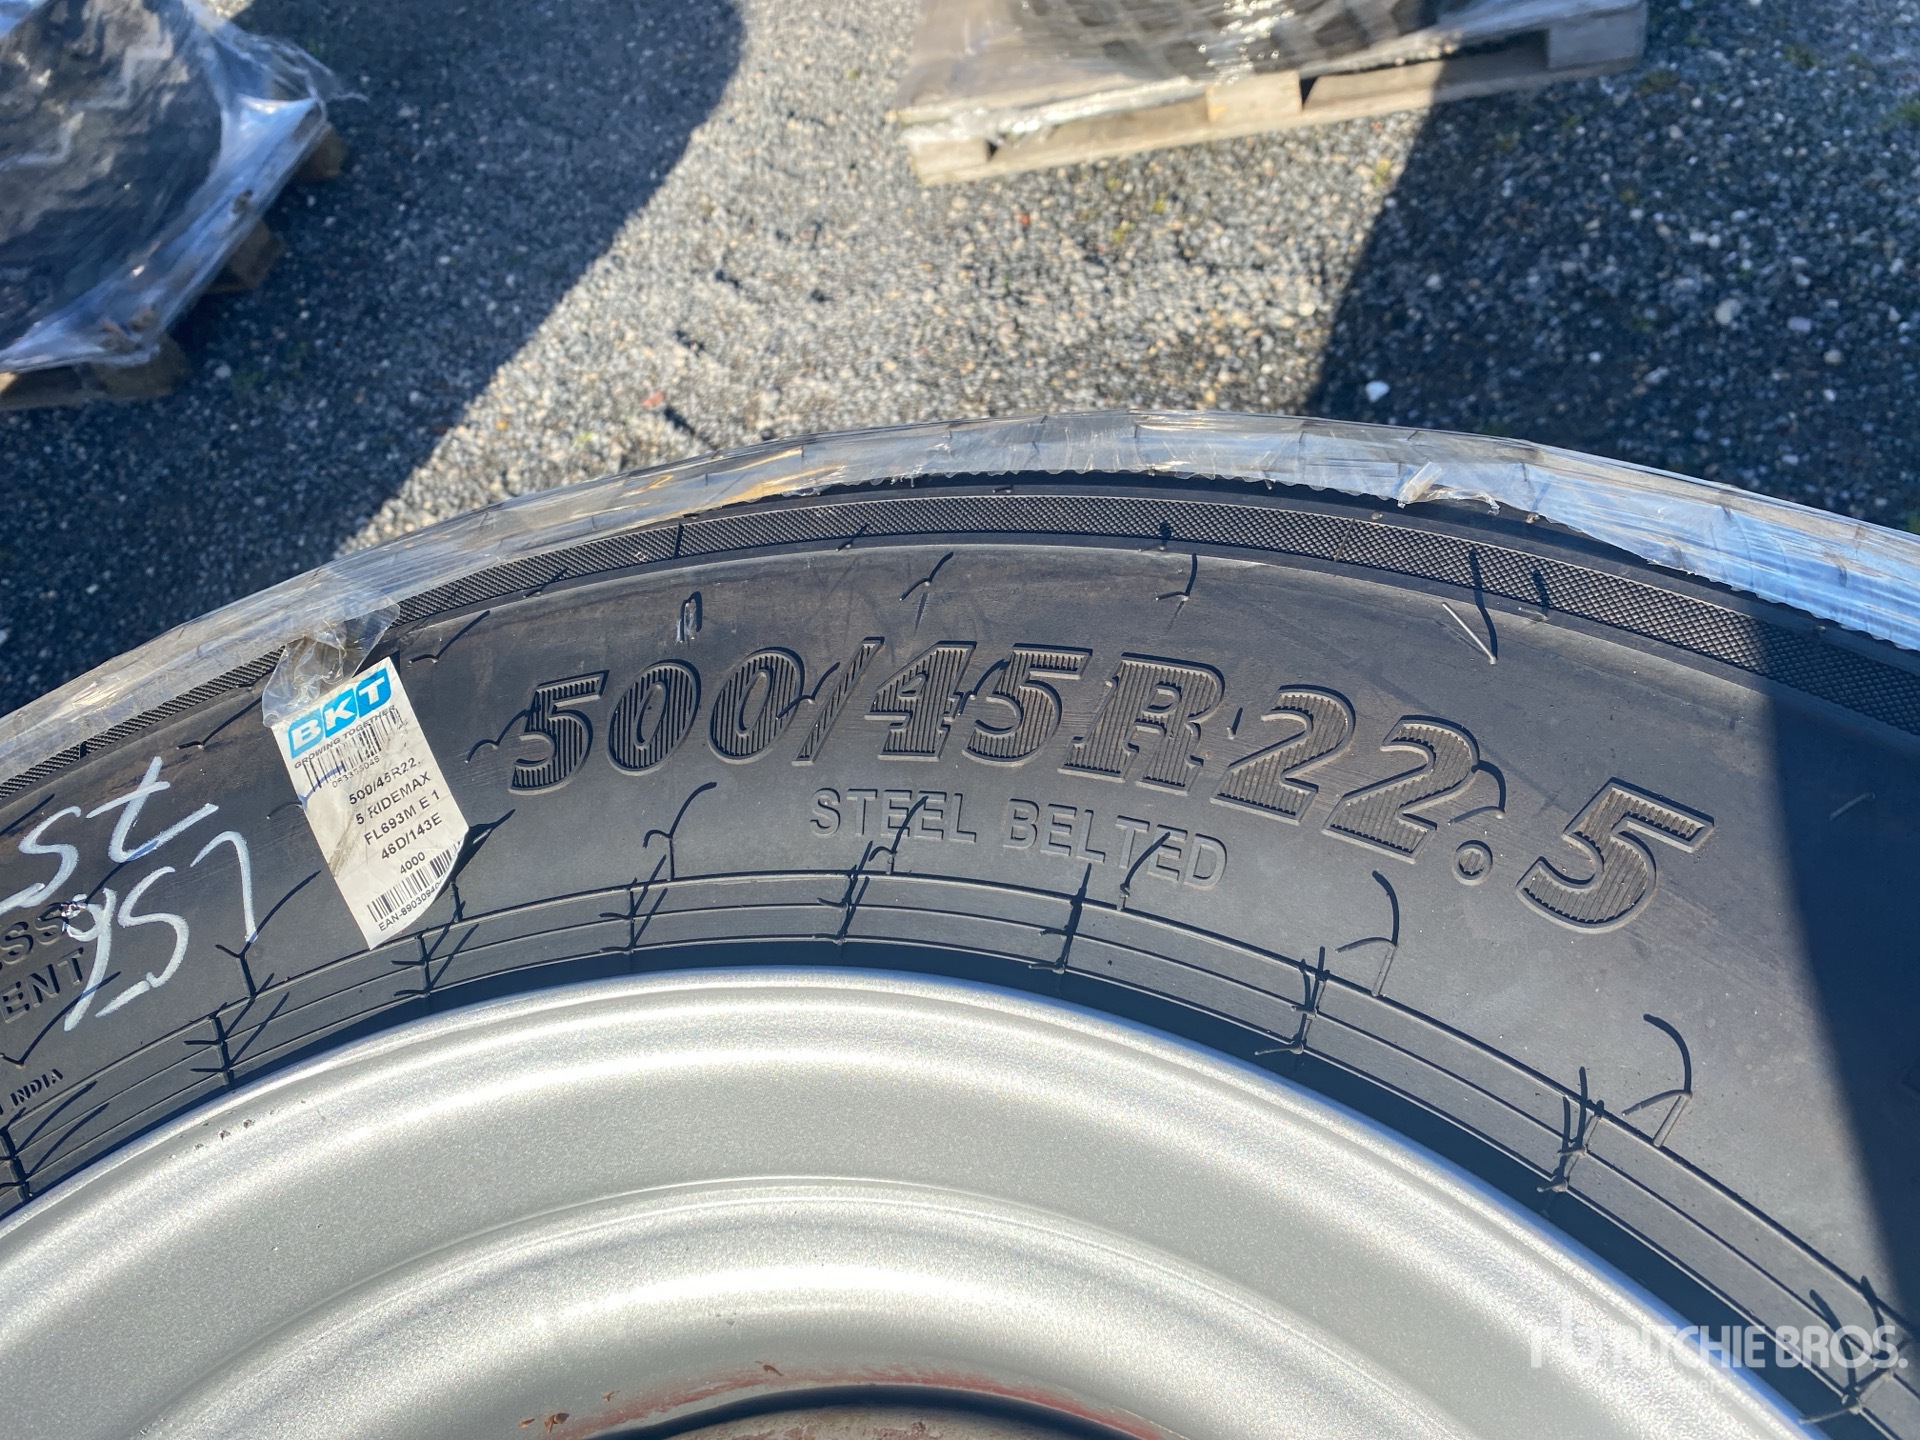 500/45R22.5
STEEL BELTED
BKT
GROWING TOGETHER
500/45R22.
5 RIDEMAX
FL693M E 1
46D/143E
4000
ENT
INDIA
RITCHIE BROS.